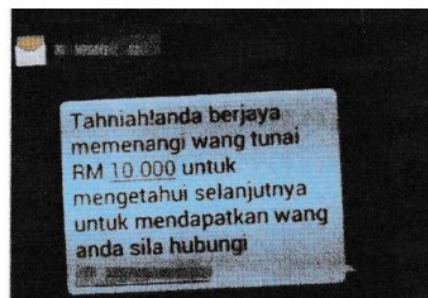 Tahniah!anda berjaya
memenangi wang tunai
RM 10 000 untuk
mengetahui selanjutnya
untuk mendapatkan wang
anda sila hubungi